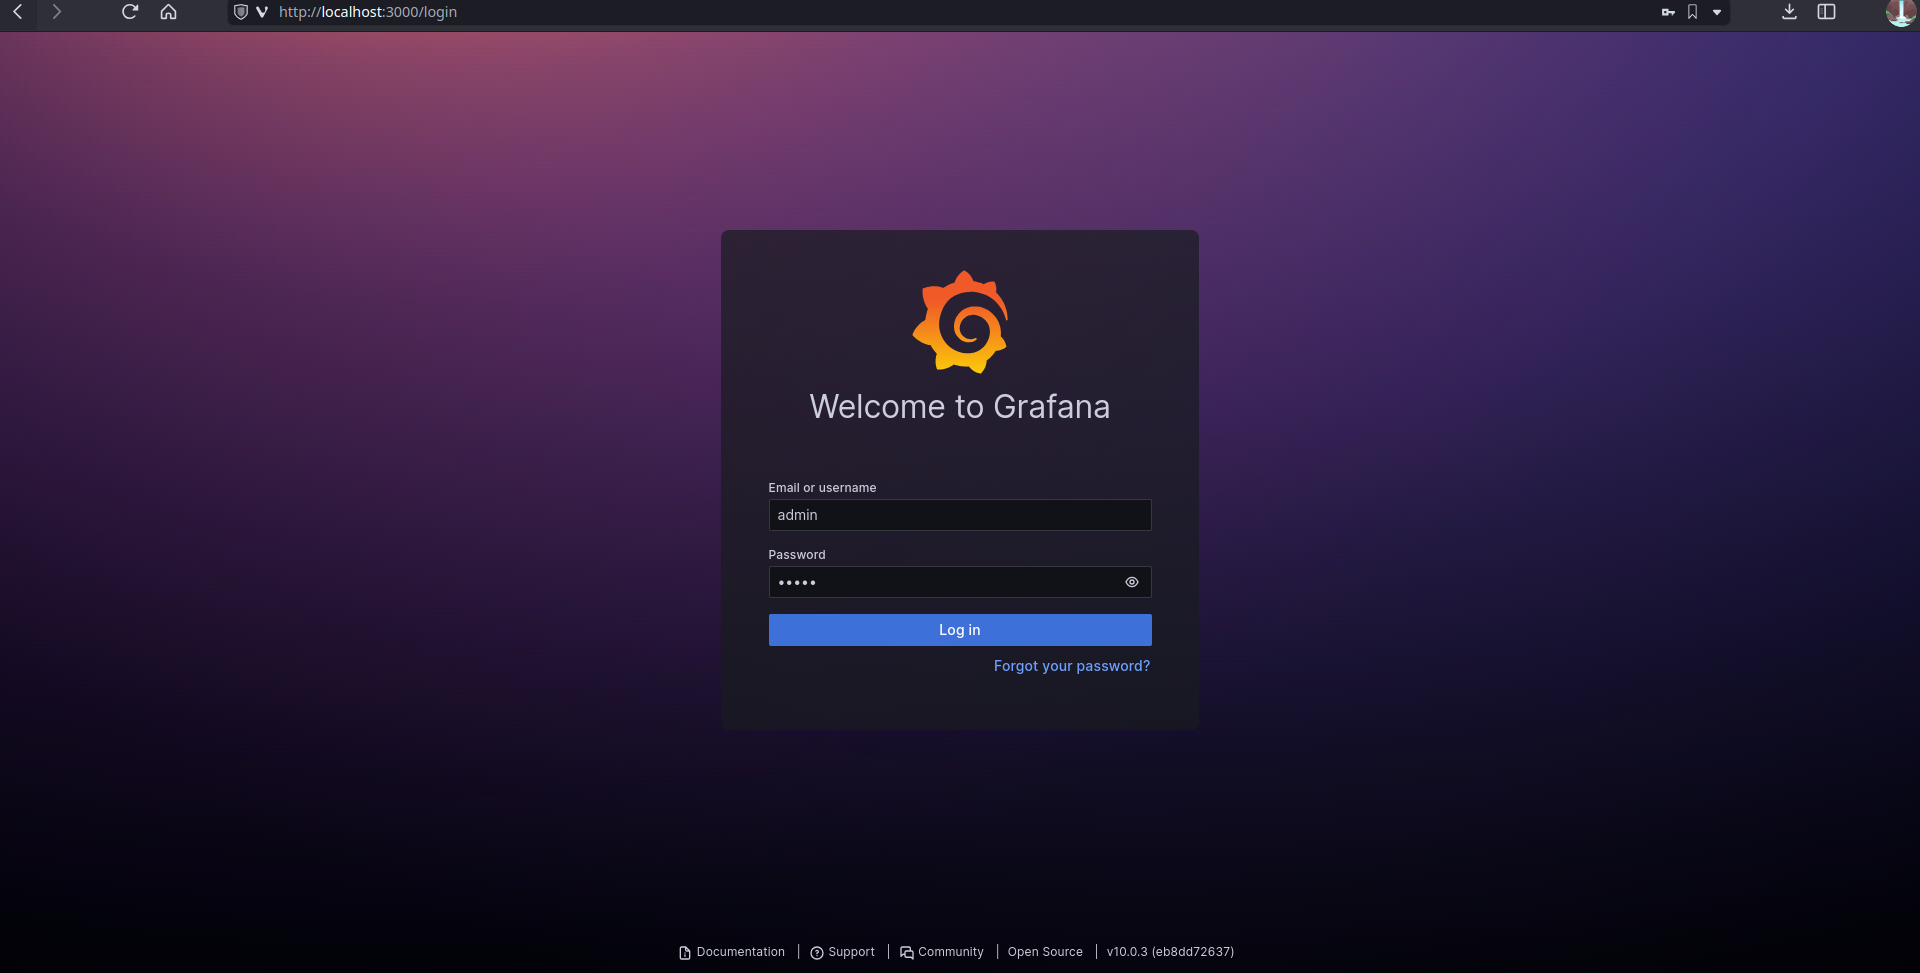 http://localhost:3000/login
Welcome to Grafana
Email or username
admin
Password
•••••
Log in
Forgot your password?
Documentation | Support | Community | Open Source | v10.0.3 (eb8dd72637)